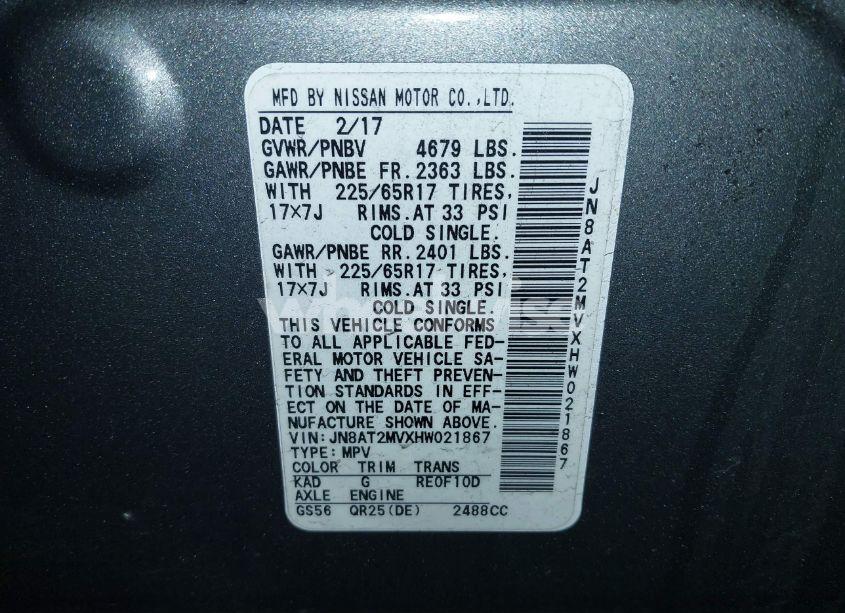 MFD BY NISSAN MOTOR CO.,LTD.
DATE 2/17
GVWR/PNBV 4679 LBS.
GAWR/PNBE FR. 2363 LBS.
WITH 225/65R17 TIRES,
17×7J RIMS. AT 33 PSI
COLD SINGLE.
GAWR/PNBE RR. 2401 LBS.
WITH 225/65R17 TIRES,
17×7J RIMS. AT 33 PSI
COLD SINGLE.
THIS VEHICLE CONFORMS
TO ALL APPLICABLE FED-
ERAL MOTOR VEHICLE SA-
FETY AND THEFT PREVEN-
TION STANDARDS IN EFF-
ECT ON THE DATE OF MA-
NUFACTURE SHOWN ABOVE.
VIN: JN8AT2MVXHW021867
TYPE: MPV
COLOR TRIM TRANS
KAD G RE0F10D
AXLE ENGINE
GS56 QR25(DE) 2488CC
JN8AT2MVXHW021867